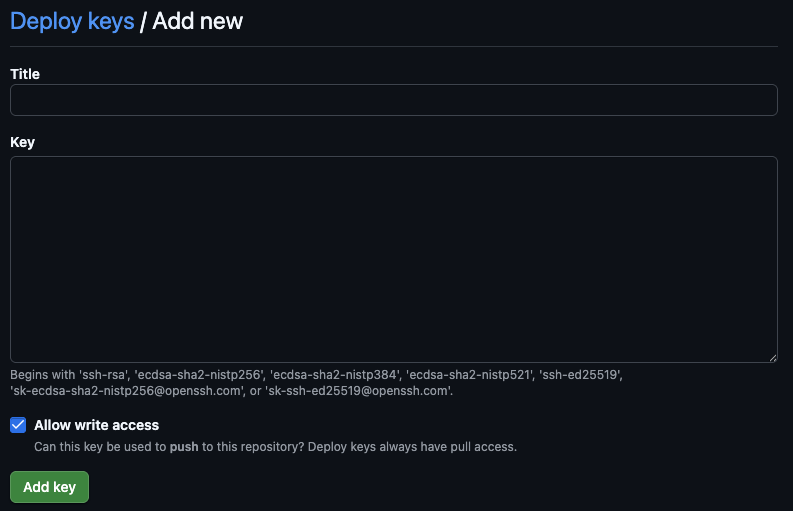 Deploy keys / Add new
Title
Key
Begins with 'ssh-rsa', 'ecdsa-sha2-nistp256', 'ecdsa-sha2-nistp384', 'ecdsa-sha2-nistp521', 'ssh-ed25519',
'sk-ecdsa-sha2-nistp256@openssh.com', or 'sk-ssh-ed25519@openssh.com'.
Allow write access
Can this key be used to push to this repository? Deploy keys always have pull access.
Add key